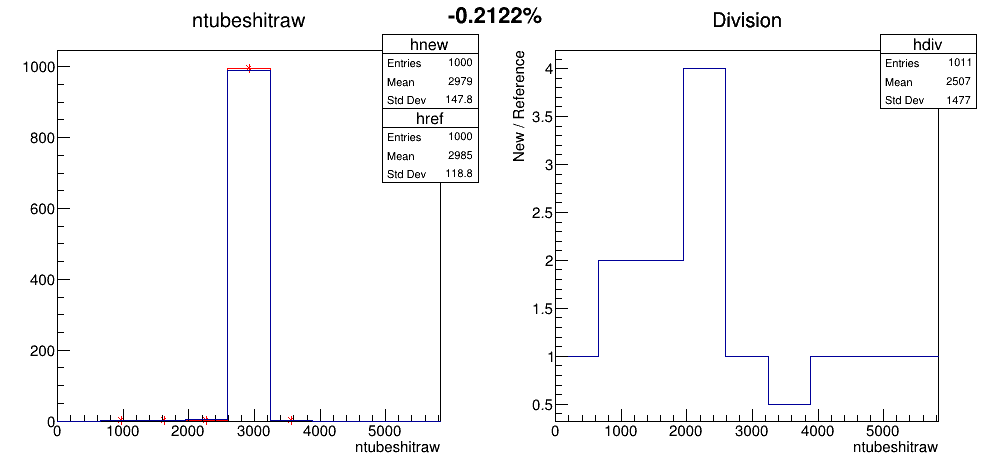 -0.2122%
ntubeshitraw
hnew
Entries 1000
Mean 2979
Std Dev 147.8
href
Entries 1000
Mean 2985
Std Dev 118.8
1000
800
600
400
200
0
0 1000 2000 3000 4000 5000
ntubeshitraw
Division
hdiv
Entries 1011
Mean 2507
Std Dev 1477
New / Reference
4
3.5
3
2.5
2
1.5
1
0.5
0 1000 2000 3000 4000 5000
ntubeshitraw